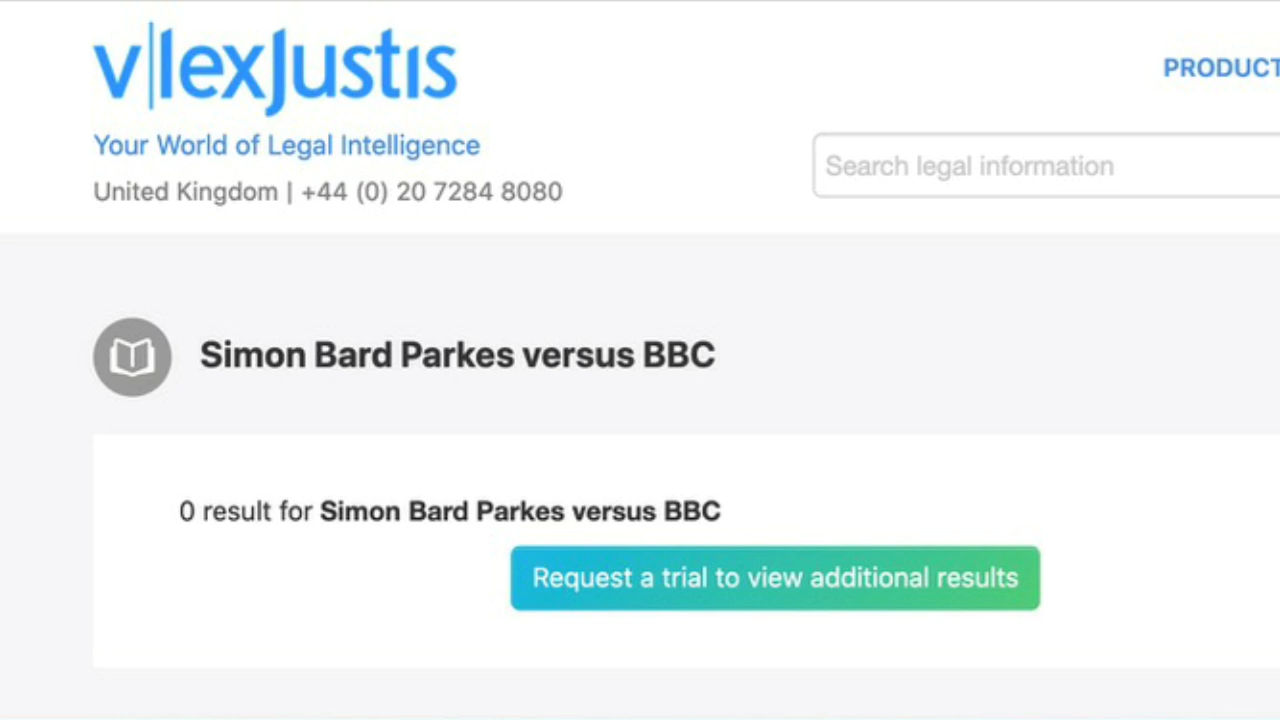 v|lexJustis
PRODUCT
Your World of Legal Intelligence
United Kingdom | +44 (0) 20 7284 8080
Search legal information
Simon Bard Parkes versus BBC
0 result for Simon Bard Parkes versus BBC
Request a trial to view additional results